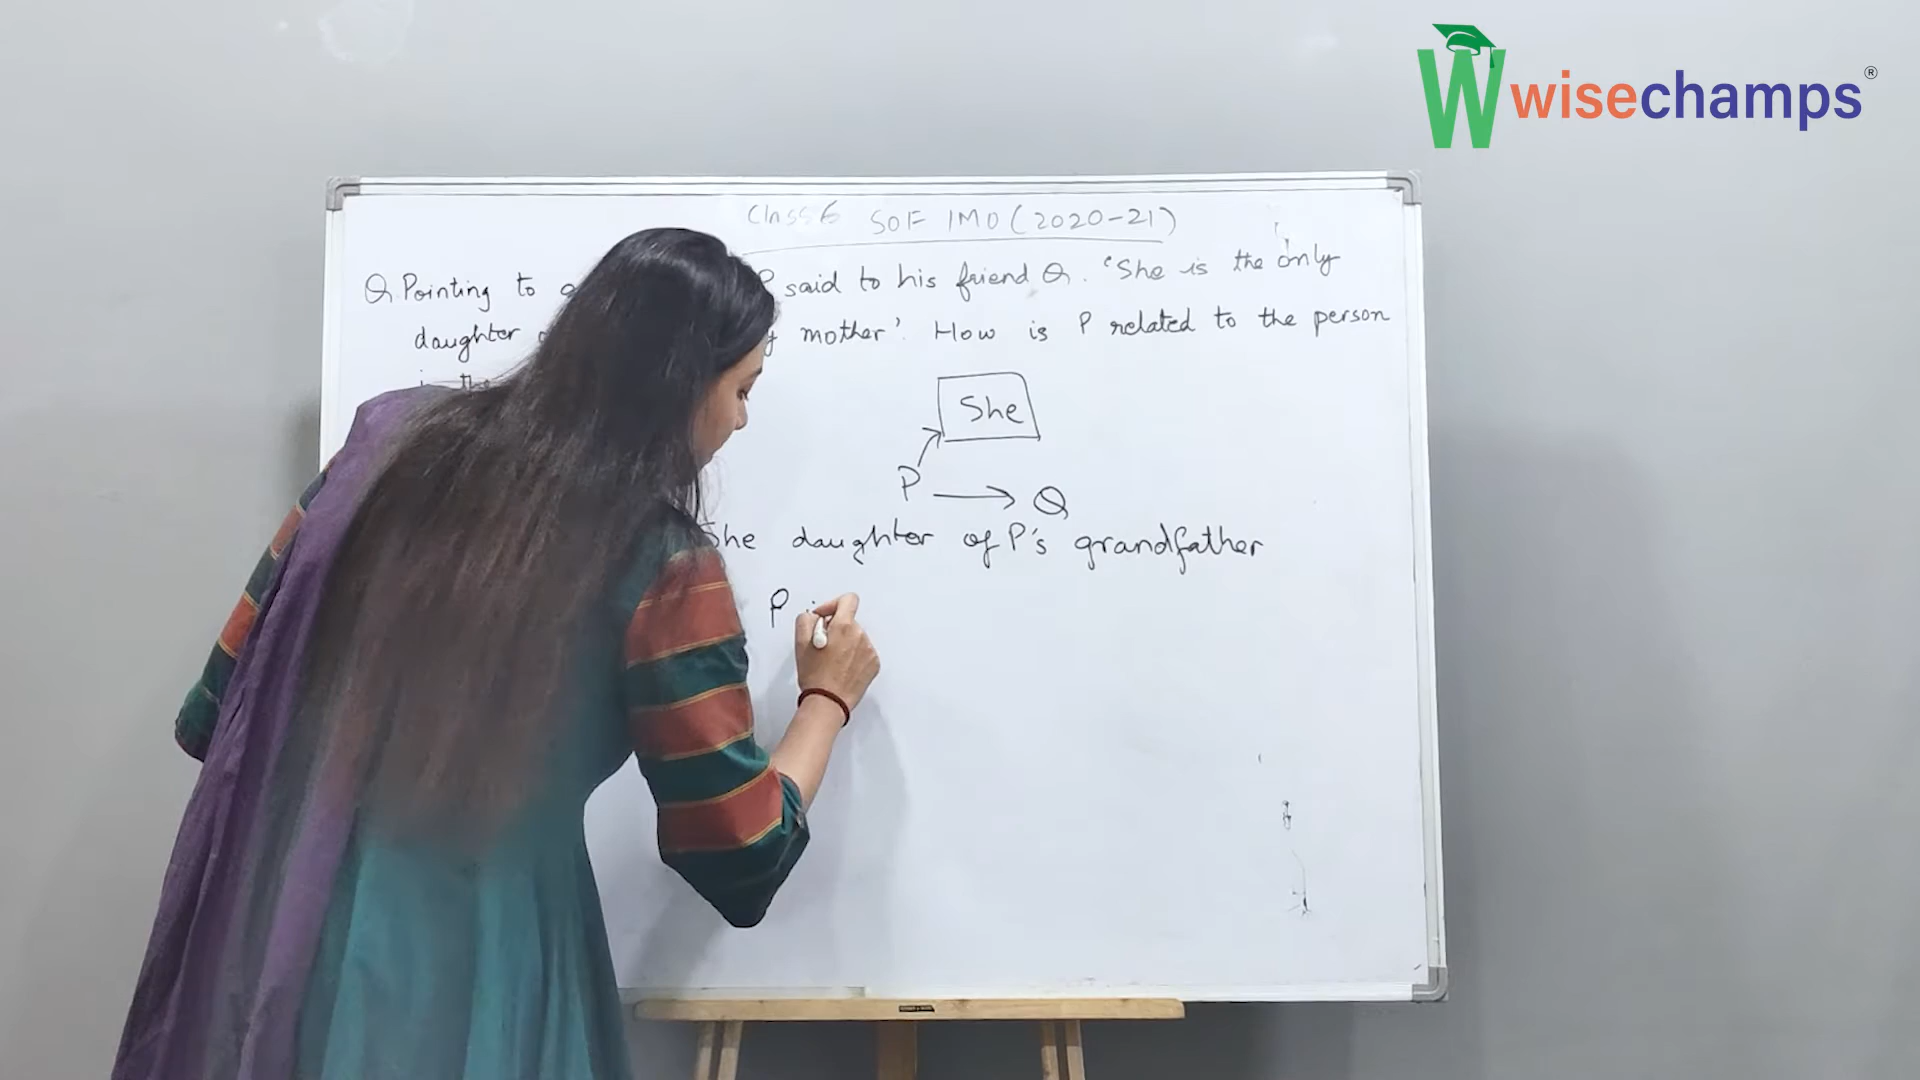 wisechamps®
Class 6 SOF IMO (2020-21)
Q. Pointing to said to his friend Q. 'She is the only
daughter mother'. How is P related to the person
She
P → Q
She daughter of P's grandfather
P